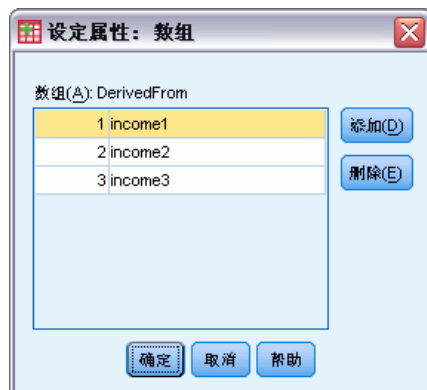 设定属性：数组
数组(A): DerivedFrom
1 income1
2 income2
3 income3
添加(D)
删除(E)
确定 取消 帮助